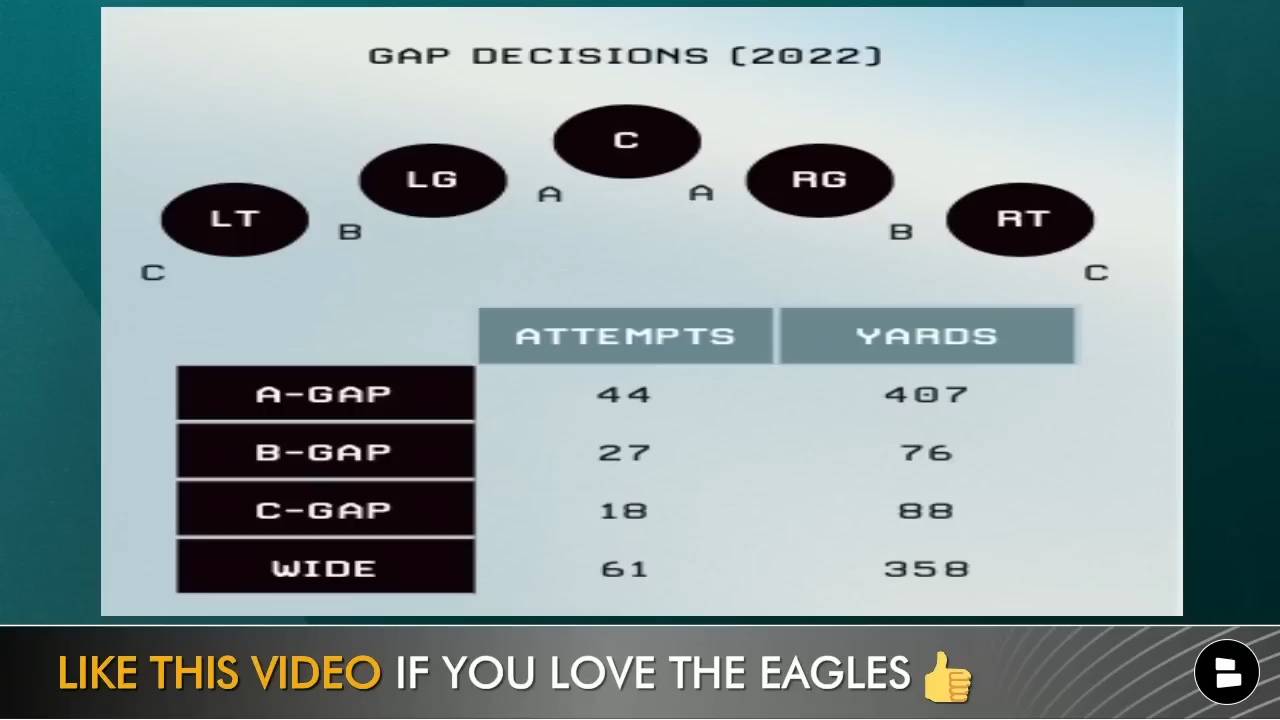 GAP DECISIONS (2022)
C
LG
RG
LT
RT
A
A
B
B
C
C
ATTEMPTS YARDS
A-GAP 44 407
B-GAP 27 76
C-GAP 18 88
WIDE 61 358
LIKE THIS VIDEO IF YOU LOVE THE EAGLES